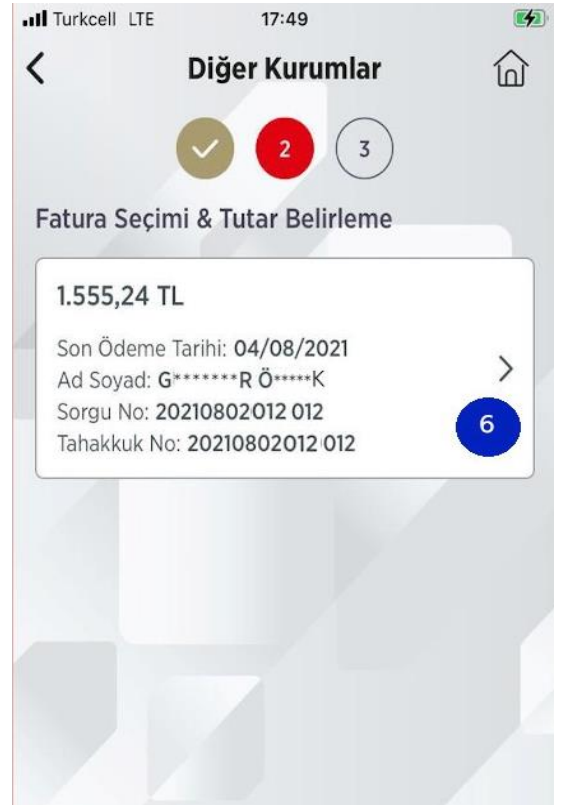 Turkcell LTE 17:49
Diğer Kurumlar
2 3
Fatura Seçimi & Tutar Belirleme
1.555,24 TL
Son Ödeme Tarihi: 04/08/2021
Ad Soyad: G*******R Ö*****K
Sorgu No: 20210802012 012
Tahakkuk No: 20210802012 012
6